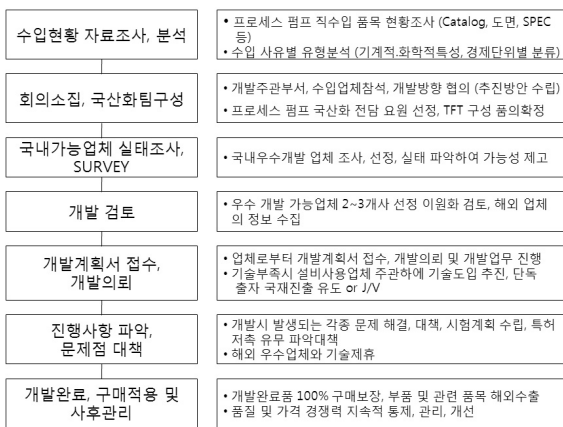 수입현황 자료조사, 분석
• 프로세스 펌프 직수입 품목 현황조사 (Catalog, 도면, SPEC
등)
• 수입 사유별 유형분석 (기계적.화학적특성, 경제단위별 분류)
회의소집, 국산화팀구성
• 개발주관부서, 수입업체참석, 개발방향 협의 (추진방안 수립)
• 프로세스 펌프 국산화 전담 요원 선정, TFT 구성 품의확정
국내가능업체 실태조사,
SURVEY
• 국내우수개발 업체 조사, 선정, 실태 파악하여 가능성 제고
개발 검토
• 우수 개발 가능업체 2~3개사 선정 이원화 검토, 해외 업체
의 정보 수집
개발계획서 접수,
개발의뢰
• 업체로부터 개발계획서 접수, 개발의뢰 및 개발업무 진행
• 기술부족시 설비사용업체 주관하에 기술도입 추진, 단독
출자 국재진출 유도 or J/V
진행사항 파악,
문제점 대책
• 개발시 발생되는 각종 문제 해결, 대책, 시험계획 수립, 특허
저촉 유무 파악대책
• 해외 우수업체와 기술제휴
개발완료, 구매적용 및
사후관리
• 개발완료품 100% 구매보장, 부품 및 관련 품목 해외수출
• 품질 및 가격 경쟁력 지속적 통제, 관리, 개선